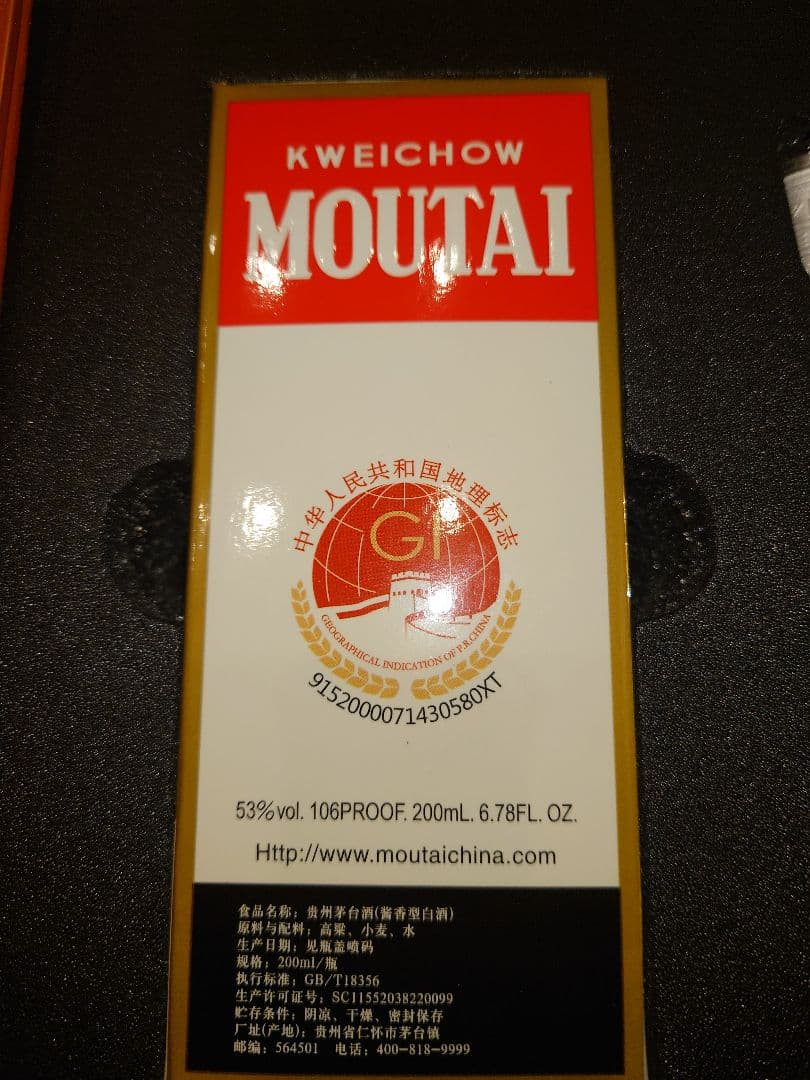 KWEICHOW
MOUTAI
中华人民共和国地理标志
GI
GEOGRAPHICAL INDICATION OF P.R.CHINA
9152000071430580XT
53%vol. 106PROOF. 200mL. 6.78FL. OZ.
Http://www.moutaichina.com
食品名称：贵州茅台酒(酱香型白酒)
原料与配料：高粱、小麦、水
生产日期：见瓶盖喷码
规格：200ml/瓶
执行标准：GB/T18356
生产许可证号：SC11552038220099
贮存条件：阴凉、干燥、密封保存
厂址(产地)：贵州省仁怀市茅台镇
邮编：564501 电话：400-818-9999